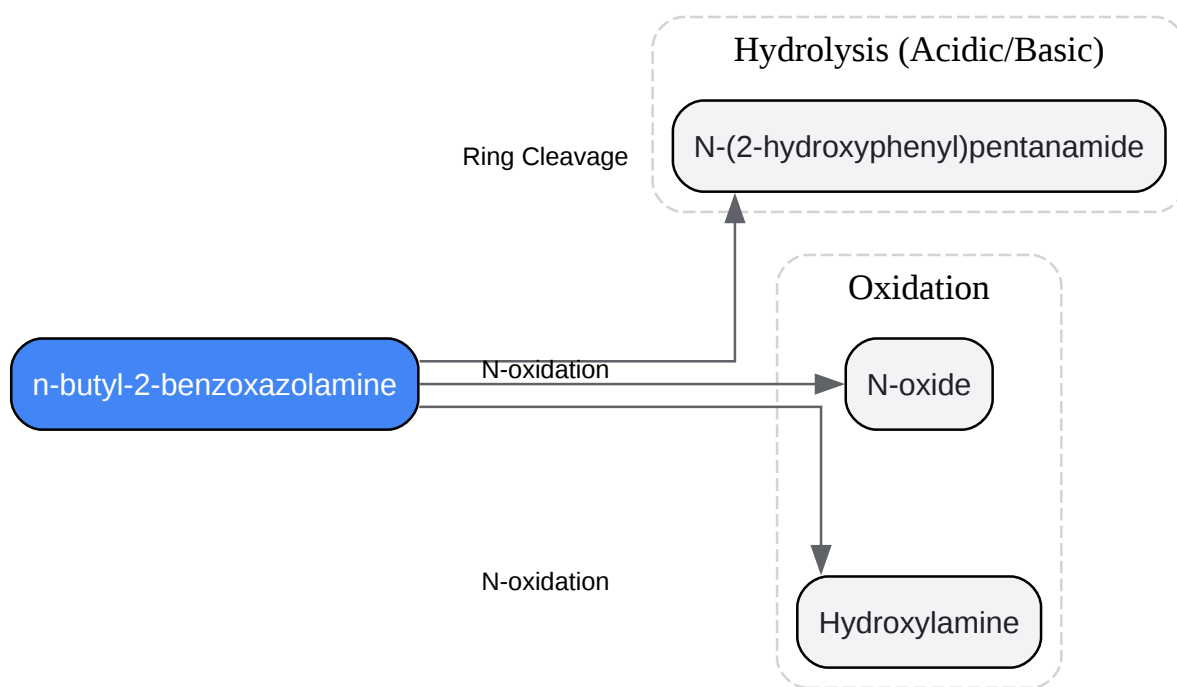 Hydrolysis (Acidic/Basic)
N-(2-hydroxyphenyl)pentanamide
Ring Cleavage
Oxidation
n-butyl-2-benzoxazolamine
N-oxidation
N-oxide
N-oxidation
Hydroxylamine